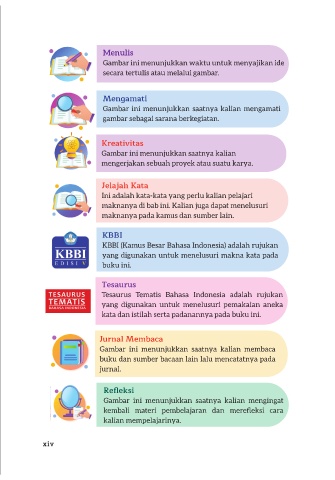 Menulis
Gambar ini menunjukkan waktu untuk menyajikan ide
secara tertulis atau melalui gambar.
Mengamati
Gambar ini menunjukkan saatnya kalian mengamati
gambar sebagai sarana berkegiatan.
Kreativitas
Gambar ini menunjukkan saatnya kalian
mengerjakan sebuah proyek atau suatu karya.
Jelajah Kata
Ini adalah kata-kata yang perlu kalian pelajari
maknanya di bab ini. Kalian juga dapat menelusuri
maknanya pada kamus dan sumber lain.
KBBI
EDISI V
KBBI
KBBI (Kamus Besar Bahasa Indonesia) adalah rujukan
yang digunakan untuk menelusuri makna kata pada
buku ini.
TESAURUS
TEMATIS
BAHASA INDONESIA
Tesaurus
Tesaurus Tematis Bahasa Indonesia adalah rujukan
yang digunakan untuk menelusuri pemakaian aneka
kata dan istilah serta padanannya pada buku ini.
Jurnal Membaca
Gambar ini menunjukkan saatnya kalian membaca
buku dan sumber bacaan lain lalu mencatatnya pada
jurnal.
Refleksi
Gambar ini menunjukkan saatnya kalian mengingat
kembali materi pembelajaran dan merefleksi cara
kalian mempelajarinya.
xiv